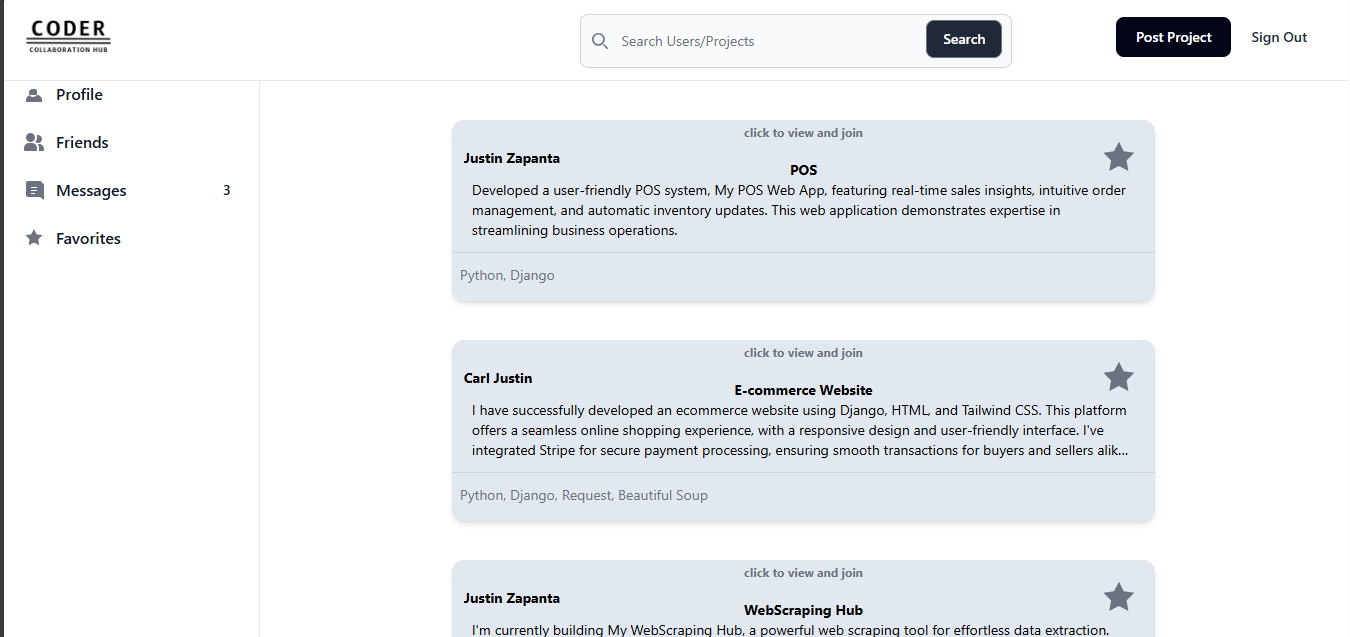 CODER
COLLABORATION HUB
Search Users/Projects
Search
Post Project
Sign Out
Profile
Friends
Messages
3
Favorites
click to view and join
Justin Zapanta
POS
Developed a user-friendly POS system, My POS Web App, featuring real-time sales insights, intuitive order
management, and automatic inventory updates. This web application demonstrates expertise in
streamlining business operations.
Python, Django
click to view and join
Carl Justin
E-commerce Website
I have successfully developed an ecommerce website using Django, HTML, and Tailwind CSS. This platform
offers a seamless online shopping experience, with a responsive design and user-friendly interface. I've
integrated Stripe for secure payment processing, ensuring smooth transactions for buyers and sellers alik...
Python, Django, Request, Beautiful Soup
click to view and join
Justin Zapanta
WebScraping Hub
I'm currently building My WebScraping Hub, a powerful web scraping tool for effortless data extraction.